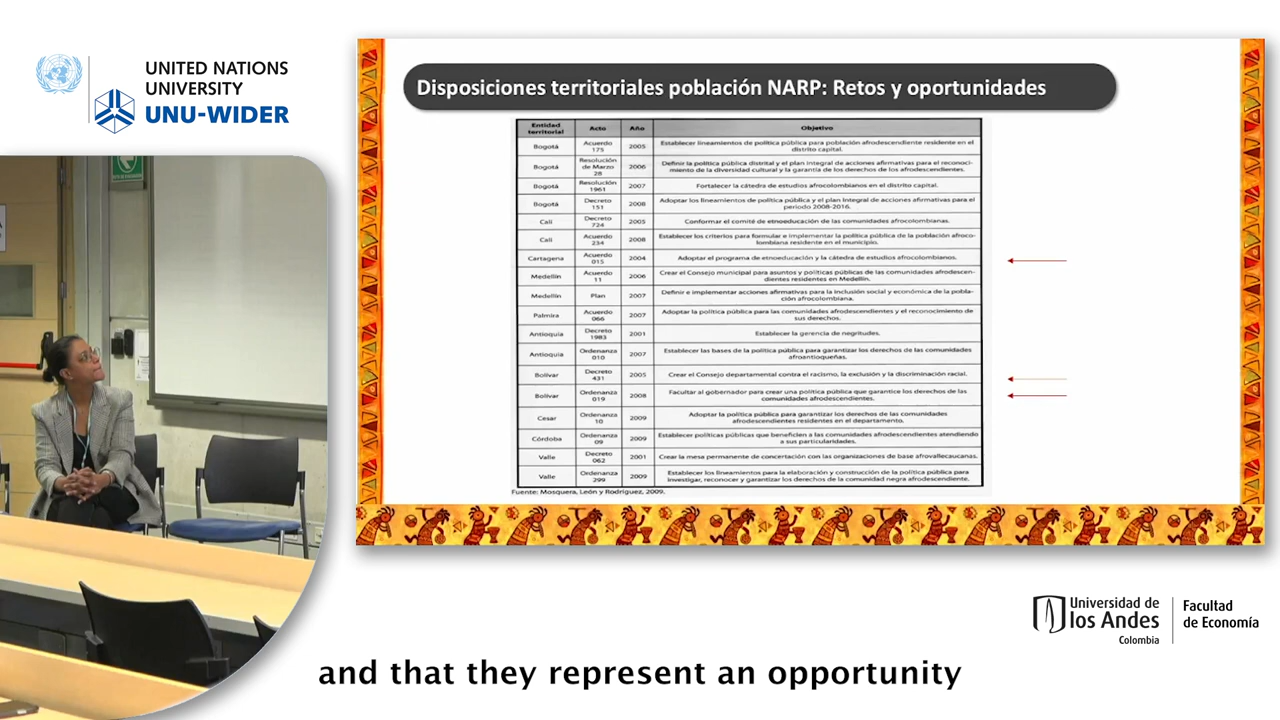 UNITED NATIONS
UNIVERSITY
UNU-WIDER
Disposiciones territoriales población NARP: Retos y oportunidades
Entidad territorial Acto Año Objetivo
Bogotá Acuerdo 175 2005 Establecer lineamientos de política pública para población afrodescendiente residente en el
distrito capital.
Bogotá Resolución de Marzo 28 2006 Definir la política pública distrital y el plan integral de acciones afirmativas para el reconoci-
miento de la diversidad cultural y la garantía de los derechos de los afrodescendientes.
Bogotá Resolución 1961 2007 Fortalecer la cátedra de estudios afrocolombianos en el distrito capital.
Bogotá Decreto 151 2008 Adoptar los lineamientos de política pública y el plan integral de acciones afirmativas para el
periodo 2008-2016.
Cali Decreto 724 2005 Conformar el comité de etnoeducación de las comunidades afrocolombianas.
Cali Acuerdo 234 2008 Establecer los criterios para formular e implementar la política pública de la población afroco-
lombiana residente en el municipio.
Cartagena Acuerdo 015 2004 Adoptar el programa de etnoeducación y la cátedra de estudios afrocolombianos.
Medellín Acuerdo 11 2006 Crear el Consejo municipal para asuntos y políticas públicas de las comunidades afrodescen-
dientes residentes en Medellín.
Medellín Plan 2007 Definir e implementar acciones afirmativas para la inclusión social y económica de la pobla-
ción afrocolombiana.
Palmira Acuerdo 066 2007 Adoptar la política pública para las comunidades afrodescendientes y el reconocimiento de
sus derechos.
Antioquia Decreto 1983 2001 Establecer la gerencia de negritudes.
Antioquia Ordenanza 010 2007 Establecer las bases de la política pública para garantizar los derechos de las comunidades
afroantioqueñas.
Bolívar Decreto 431 2005 Crear el Consejo departamental contra el racismo, la exclusión y la discriminación racial.
Bolívar Ordenanza 019 2008 Facultar al gobernador para crear una política pública que garantice los derechos de las
comunidades afrodescendientes.
Cesar Ordenanza 10 2009 Adoptar la política pública para garantizar los derechos de las comunidades
afrodescendientes residentes en el departamento.
Córdoba Ordenanza 09 2009 Establecer políticas públicas que beneficien a las comunidades afrodescendientes atendiendo
a sus particularidades.
Valle Decreto 062 2001 Crear la mesa permanente de concertación con las organizaciones de base afrovallecaucanas.
Valle Ordenanza 299 2009 Establecer los lineamientos para la elaboración y construcción de la política pública para
investigar, reconocer y garantizar los derechos de la comunidad negra afrodescendiente.
Fuente: Mosquera, León y Rodríguez, 2009.
Universidad de
los Andes
Colombia
Facultad
de Economía
and that they represent an opportunity